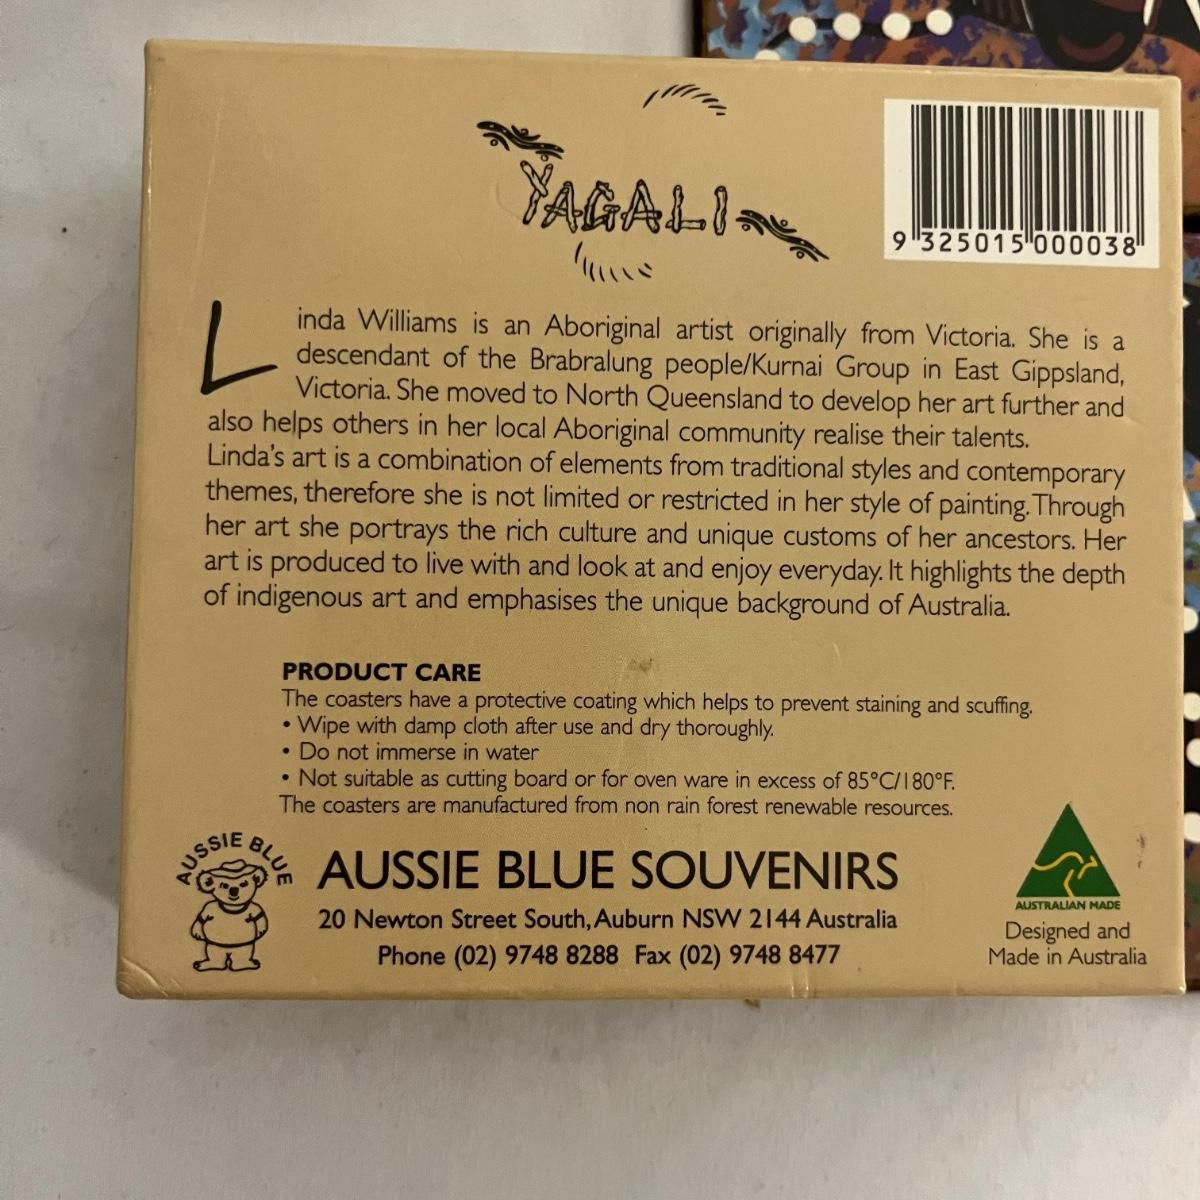 YAGALI
9 325015 000038
Linda Williams is an Aboriginal artist originally from Victoria. She is a
descendant of the Brabralung people/Kurnai Group in East Gippsland,
Victoria. She moved to North Queensland to develop her art further and
also helps others in her local Aboriginal community realise their talents.
Linda's art is a combination of elements from traditional styles and contemporary
themes, therefore she is not limited or restricted in her style of painting. Through
her art she portrays the rich culture and unique customs of her ancestors. Her
art is produced to live with and look at and enjoy everyday. It highlights the depth
of indigenous art and emphasises the unique background of Australia.
PRODUCT CARE
The coasters have a protective coating which helps to prevent staining and scuffing.
• Wipe with damp cloth after use and dry thoroughly.
• Do not immerse in water
• Not suitable as cutting board or for oven ware in excess of 85°C/180°F.
The coasters are manufactured from non rain forest renewable resources.
AUSSIE BLUE
AUSSIE BLUE SOUVENIRS
20 Newton Street South, Auburn NSW 2144 Australia
Phone (02) 9748 8288 Fax (02) 9748 8477
AUSTRALIAN MADE
Designed and
Made in Australia